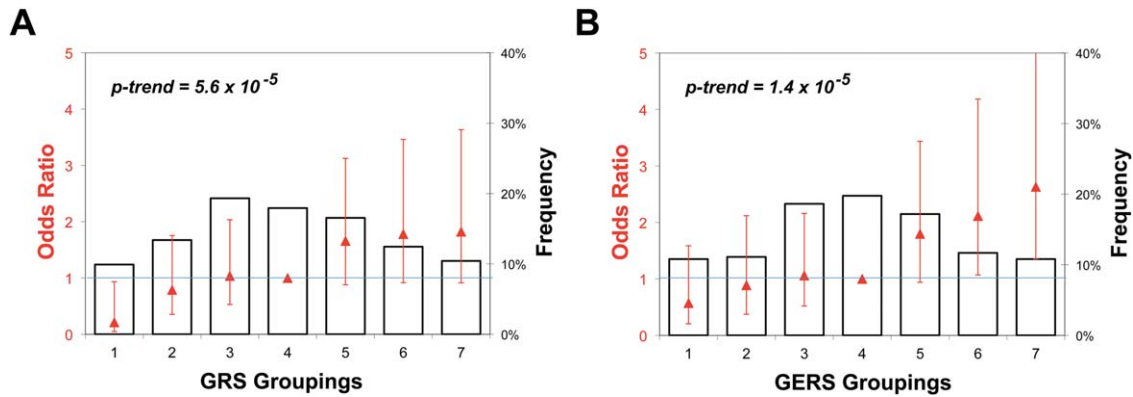 A
B
p-trend = 5.6 x 10^-5
p-trend = 1.4 x 10^-5
Odds Ratio
5
4
3
2
1
0
Frequency
40%
30%
20%
10%
0%
1 2 3 4 5 6 7
GRS Groupings
Odds Ratio
5
4
3
2
1
0
Frequency
40%
30%
20%
10%
0%
1 2 3 4 5 6 7
GERS Groupings